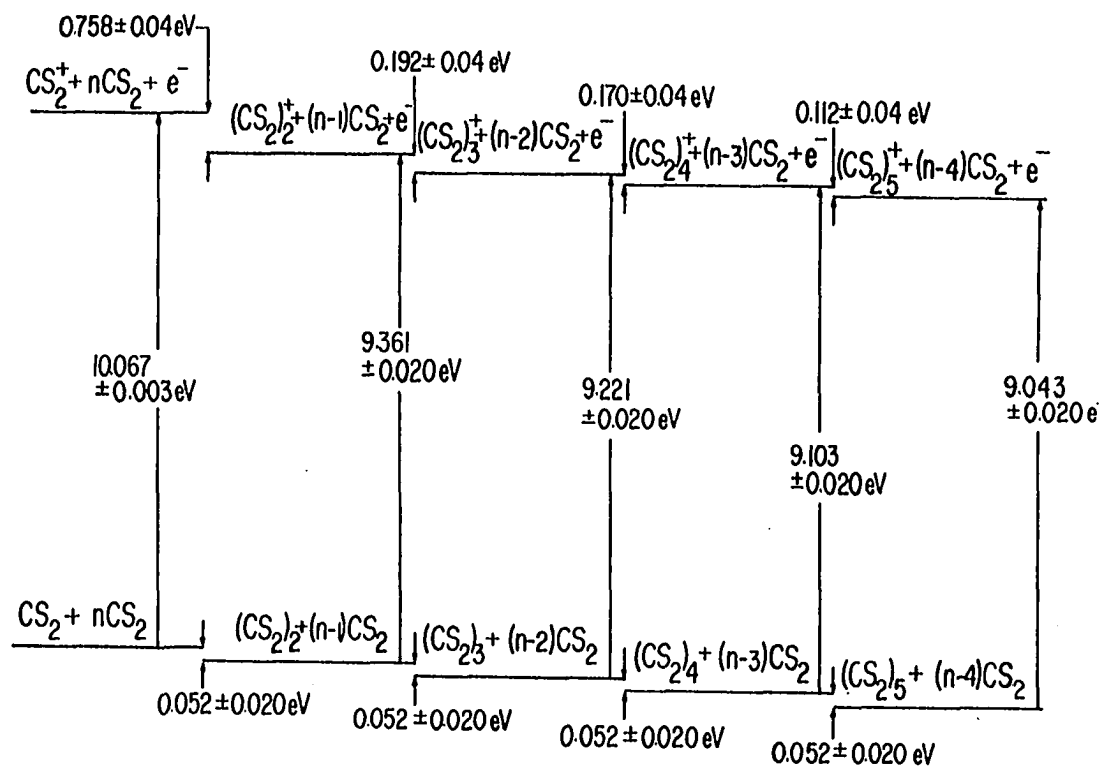 0.758±0.04eV
CS₂⁺ + nCS₂ + e⁻
0.192± 0.04 eV
(CS₂)₂⁺ + (n-1)CS₂ + e⁻
0.170±0.04 eV
(CS₂)₃⁺ + (n-2)CS₂ + e⁻
0.112± 0.04 eV
(CS₂)₄⁺ + (n-3)CS₂ + e⁻
(CS₂)₅⁺ + (n-4)CS₂ + e⁻
10.067
±0.003eV
9.361
±0.020eV
9.221
±0.020eV
9.103
±0.020eV
9.043
±0.020 e
CS₂ + nCS₂
(CS₂)₂ + (n-1)CS₂
(CS₂)₃ + (n-2)CS₂
(CS₂)₄ + (n-3)CS₂
(CS₂)₅ + (n-4)CS₂
0.052±0.020eV
0.052±0.020eV
0.052±0.020eV
0.052±0.020eV